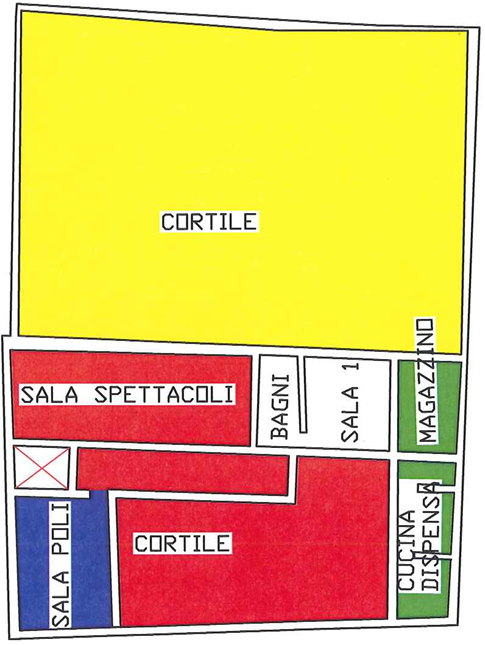 CORTILE
SALA SPETTACOLI
BAGNI
SALA 1
MAGAZZINO
SALA POLI
CORTILE
CUCINA
DISPENSA